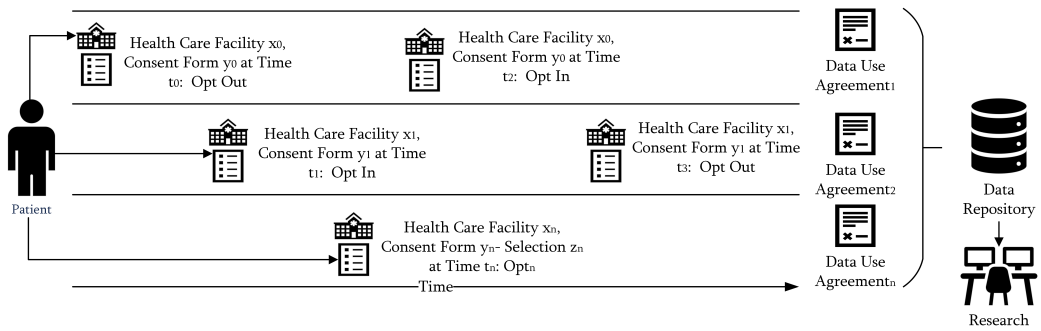 Health Care Facility x0,
Consent Form y0 at Time
t0: Opt Out
Health Care Facility x0,
Consent Form y0 at Time
t2: Opt In
Data Use
Agreement1
Health Care Facility x1,
Consent Form y1 at Time
t1: Opt In
Health Care Facility x1,
Consent Form y1 at Time
t3: Opt Out
Data Use
Agreement2
Patient
Health Care Facility xn,
Consent Form yn- Selection zn
at Time tn: Optn
Data Use
Agreementn
Time
Data
Repository
Research